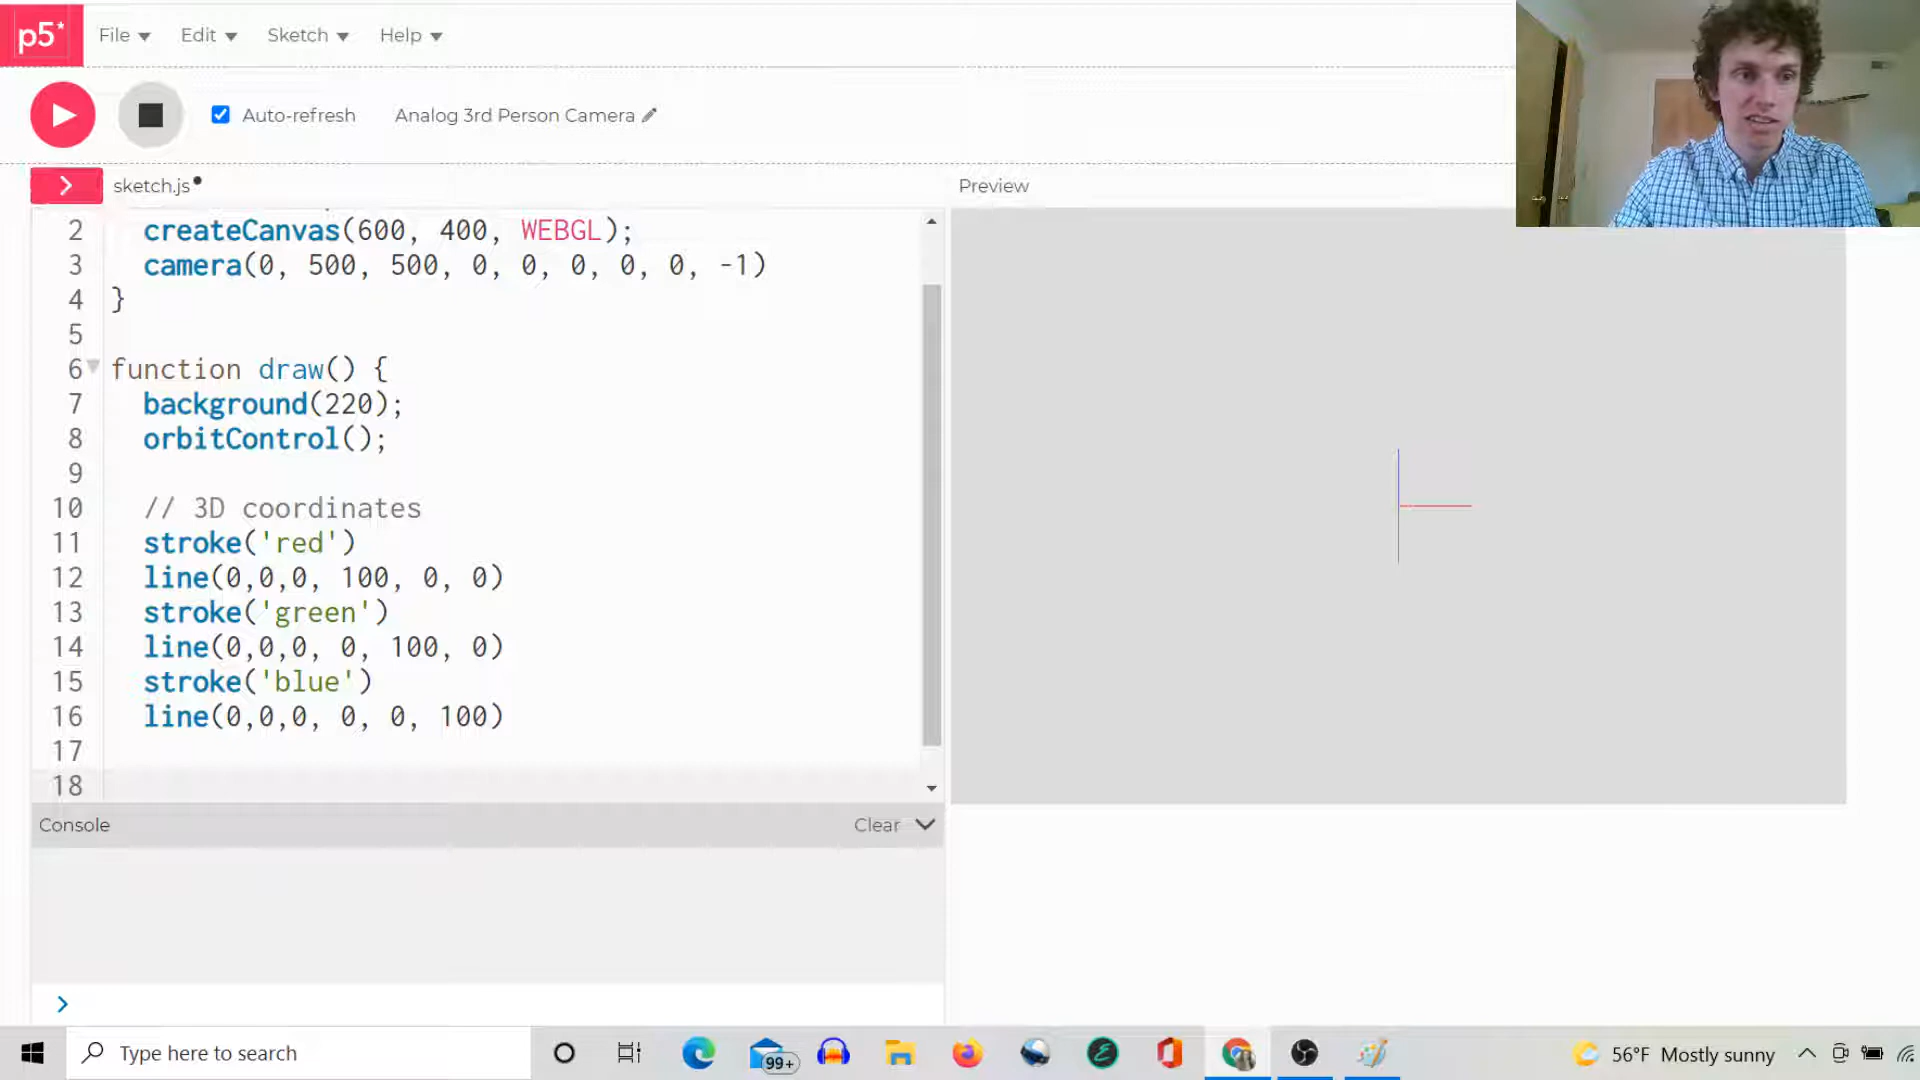 p5*
File
Edit
Sketch
Help
Auto-refresh
Analog 3rd Person Camera
sketch.js
Preview
2 createCanvas(600, 400, WEBGL);
3 camera(0, 500, 500, 0, 0, 0, 0, 0, -1)
4 }
5
6 function draw() {
7 background(220);
8 orbitControl();
9
10 // 3D coordinates
11 stroke('red')
12 line(0,0,0, 100, 0, 0)
13 stroke('green')
14 line(0,0,0, 0, 100, 0)
15 stroke('blue')
16 line(0,0,0, 0, 0, 100)
17
18
Console
Clear
Type here to search
99+
56°F Mostly sunny